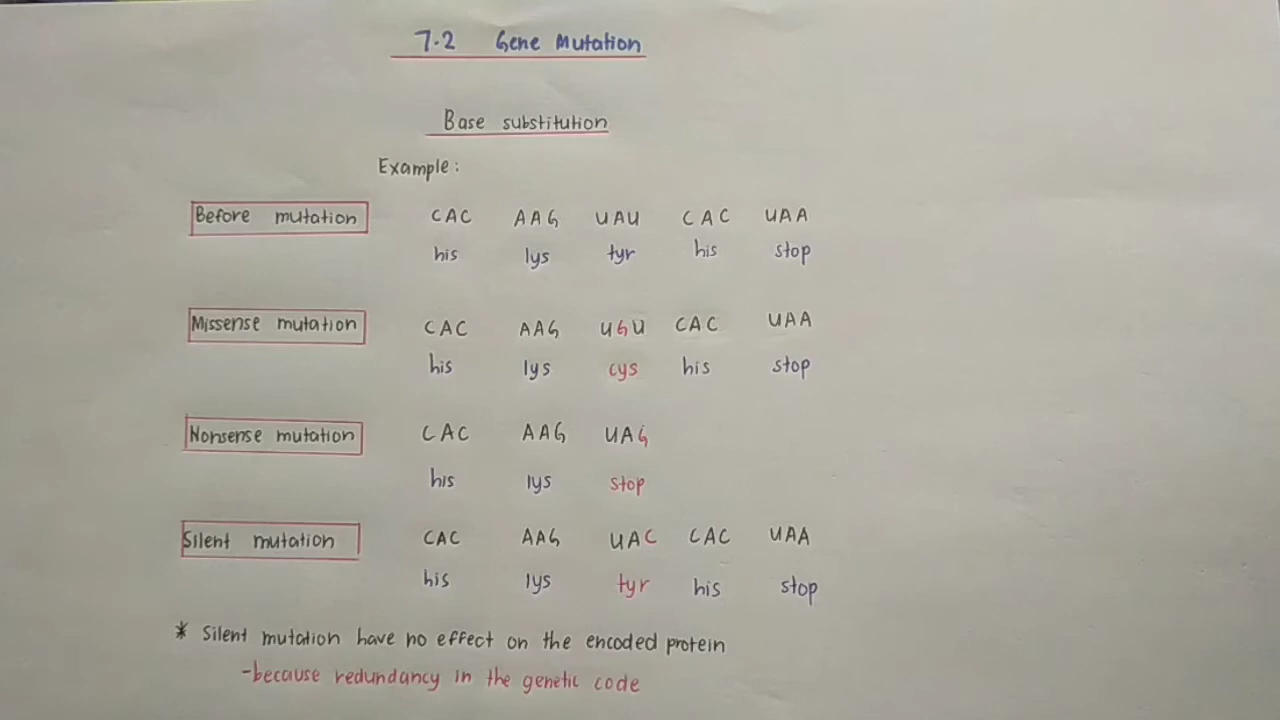 7.2 Gene Mutation
Base substitution
Example:
Before mutation CAC AAG UAU CAC UAA
his lys tyr his stop
Missense mutation CAC AAG UGU CAC UAA
his lys cys his stop
Nonsense mutation CAC AAG UAG
his lys stop
Silent mutation CAC AAG UAC CAC UAA
his lys tyr his stop
* Silent mutation have no effect on the encoded protein
-because redundancy in the genetic code